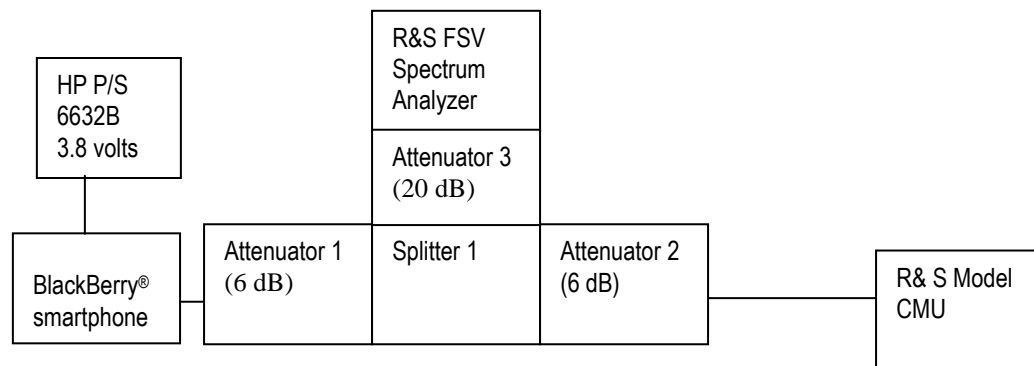 R&S FSV
Spectrum
Analyzer
HP P/S
6632B
3.8 volts
Attenuator 3
(20 dB)
BlackBerry®
smartphone
Attenuator 1
(6 dB)
Splitter 1
Attenuator 2
(6 dB)
R& S Model
CMU